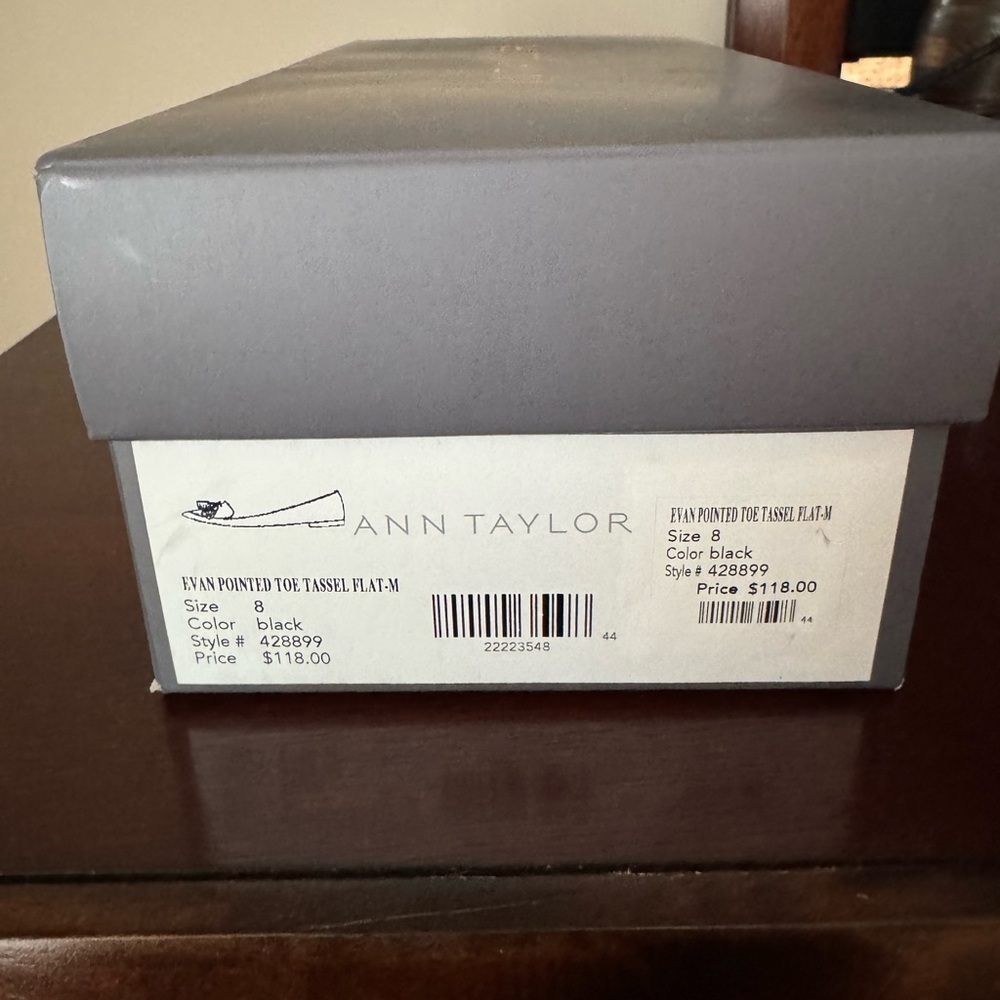 ANN TAYLOR
EVAN POINTED TOE TASSEL FLAT-M
Size 8
Color black
Style # 428899
Price $118.00
22223548
44
EVAN POINTED TOE TASSEL FLAT-M
Size 8
Color black
Style # 428899
Price $118.00
44